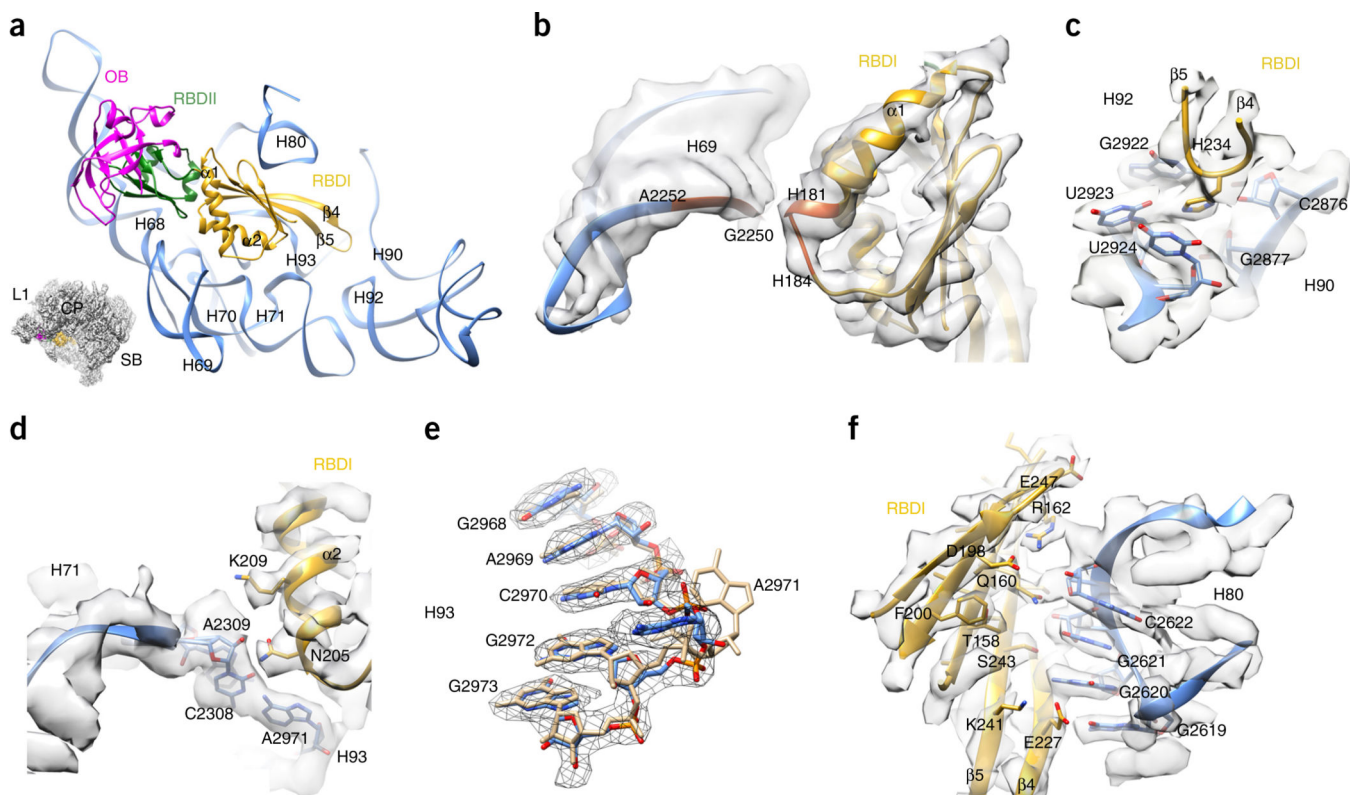 a
OB
RBDII
H80
α1
RBDI
β4
β5
α2
H68
H93
H90
L1
CP
H70
H71
H92
SB
H69
b
RBDI
α1
H69
H181
A2252
G2250
H184
c
β5
RBDI
H92
β4
G2922
H234
U2923
C2876
U2924
G2877
H90
d
RBDI
H71
K209
α2
A2309
N205
C2308
A2971
H93
e
G2968
A2969
A2971
C2970
H93
G2972
G2973
f
E247
RBDI
R162
D198
Q160
H80
F200
C2622
T158
S243
G2621
G2620
K241
G2619
E227
β5
β4